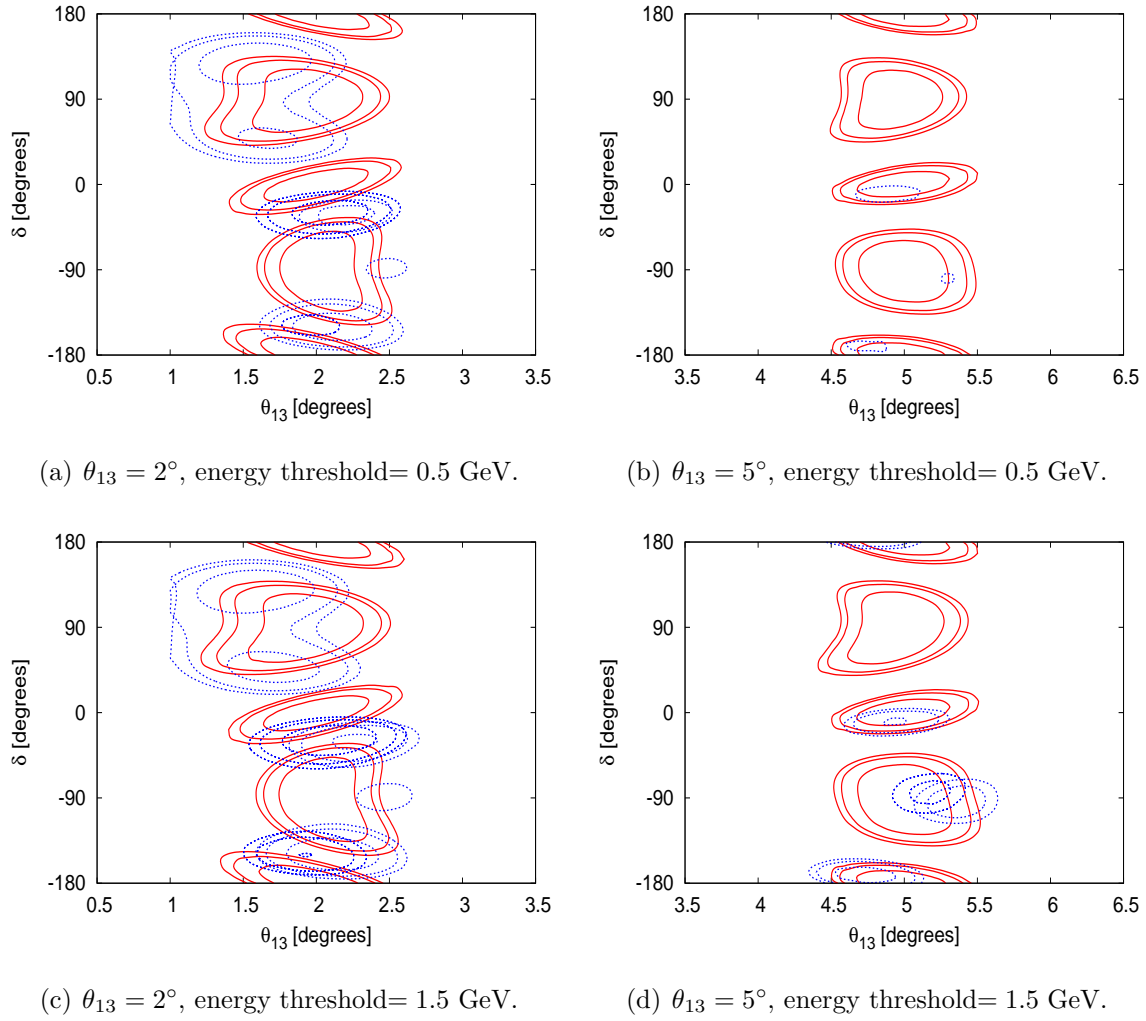 180
90
0
-90
-180
δ [degrees]
0.5 1 1.5 2 2.5 3 3.5
θ13 [degrees]
180
90
0
-90
-180
δ [degrees]
3.5 4 4.5 5 5.5 6 6.5
θ13 [degrees]
(a) θ13 = 2°, energy threshold= 0.5 GeV.
(b) θ13 = 5°, energy threshold= 0.5 GeV.
180
90
0
-90
-180
δ [degrees]
0.5 1 1.5 2 2.5 3 3.5
θ13 [degrees]
180
90
0
-90
-180
δ [degrees]
3.5 4 4.5 5 5.5 6 6.5
θ13 [degrees]
(c) θ13 = 2°, energy threshold= 1.5 GeV.
(d) θ13 = 5°, energy threshold= 1.5 GeV.